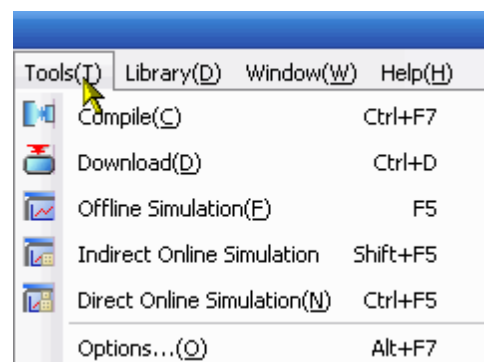 Tools(T) Library(D) Window(W) Help(H)
Compile(C) Ctrl+F7
Download(D) Ctrl+D
Offline Simulation(F) F5
Indirect Online Simulation Shift+F5
Direct Online Simulation(N) Ctrl+F5
Options...(O) Alt+F7